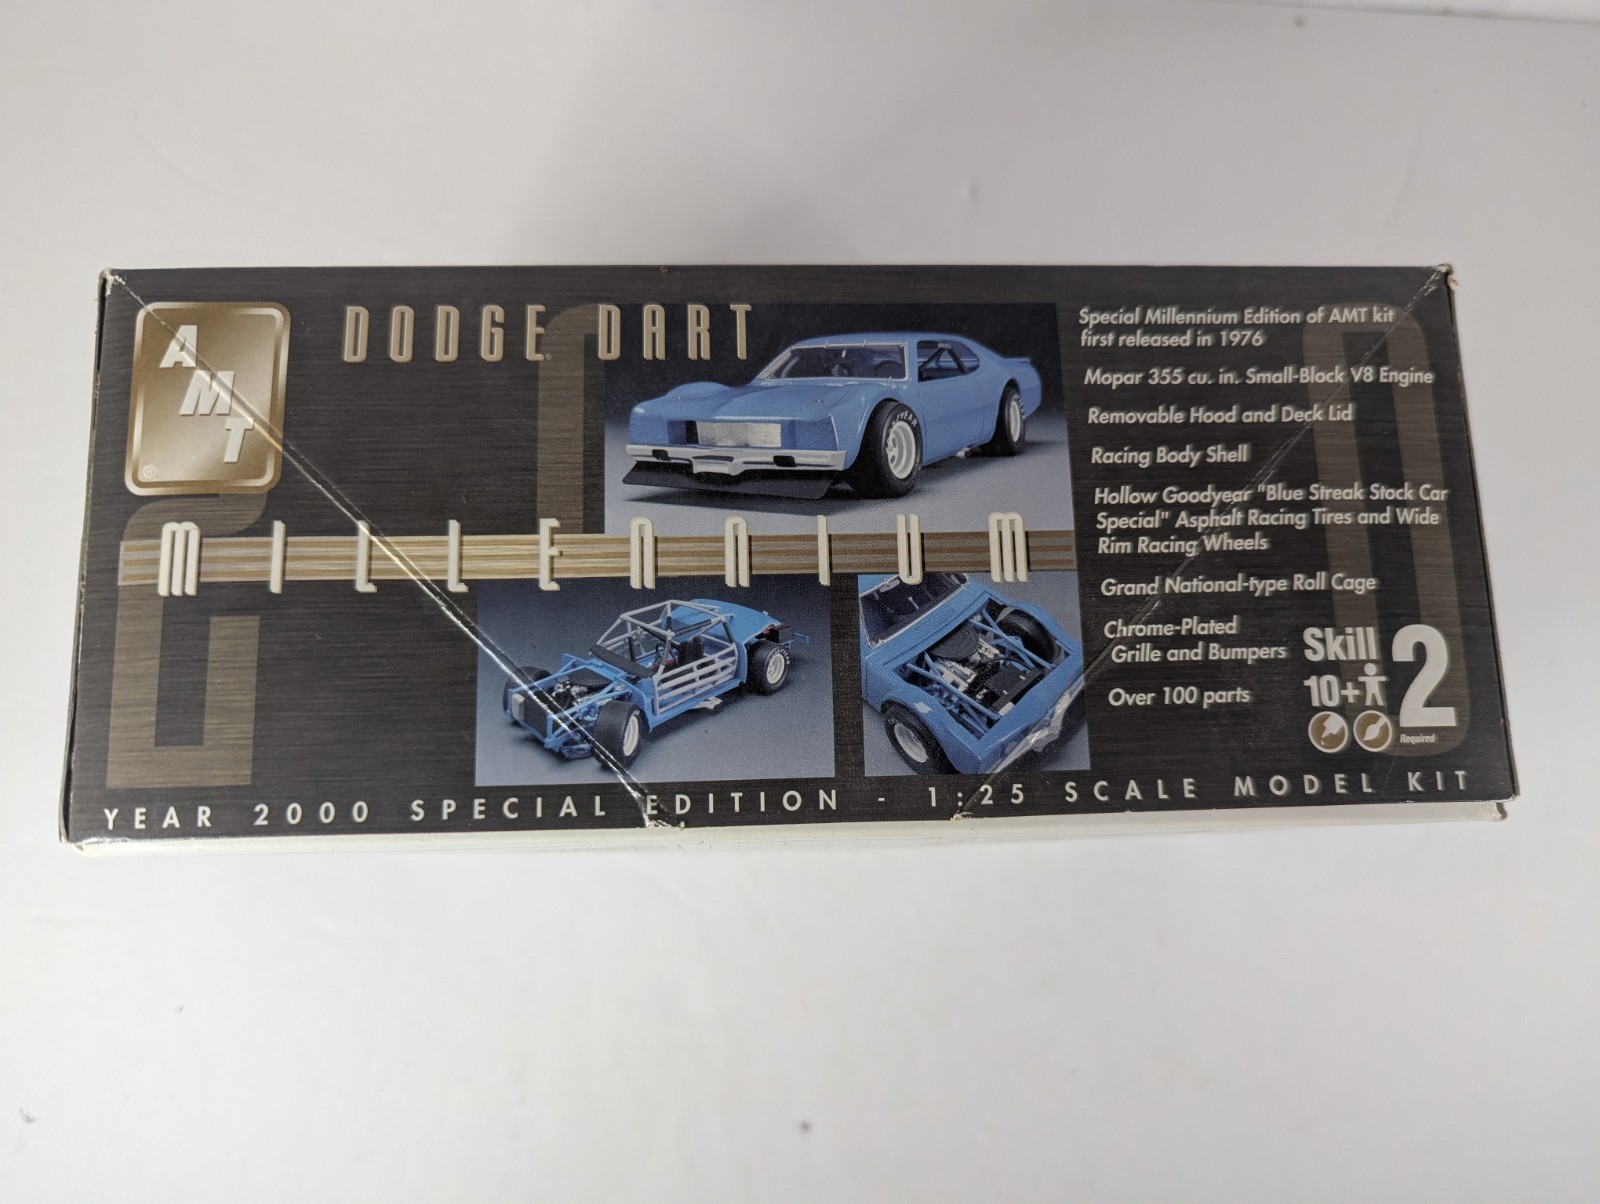 AMT
®
DODGE DART
MILLENNIUM
Special Millennium Edition of AMT kit
first released in 1976
Mopar 355 cu. in. Small-Block V8 Engine
Removable Hood and Deck Lid
Racing Body Shell
Hollow Goodyear "Blue Streak Stock Car
Special" Asphalt Racing Tires and Wide
Rim Racing Wheels
Grand National-type Roll Cage
Chrome-Plated
Grille and Bumpers
Over 100 parts
Skill 2
10+
Required
YEAR 2000 SPECIAL EDITION - 1:25 SCALE MODEL KIT